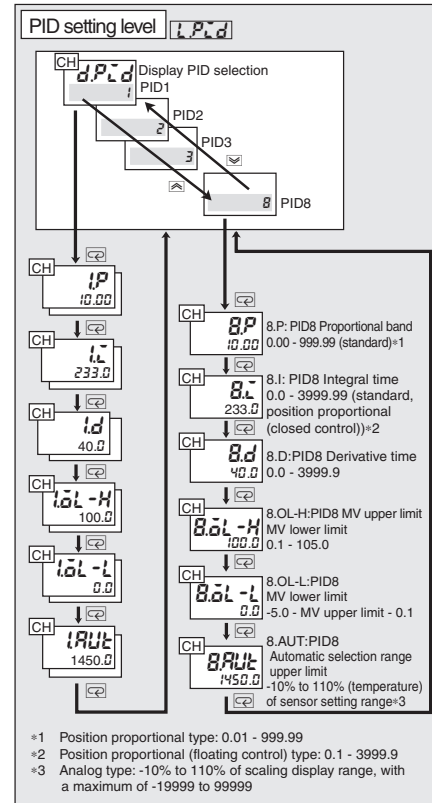 PID setting level L.PId
CH
d.PId Display PID selection
1 PID1
2 PID2
3 PID3
8 PID8
CH
1.P
10.00
CH
1.I
233.0
CH
1.d
40.0
CH
1.oL -H
100.0
CH
1.oL -L
0.0
CH
1.AUt
1450.0
CH
8.P
10.00
8.P: PID8 Proportional band
0.00 - 999.99 (standard)*1
CH
8.I
233.0
8.I: PID8 Integral time
0.0 - 3999.99 (standard,
position proportional
(closed control))*2
CH
8.d
40.0
8.D:PID8 Derivative time
0.0 - 3999.9
CH
8.oL -H
100.0
8.OL-H:PID8 MV upper limit
MV lower limit
0.1 - 105.0
CH
8.oL -L
0.0
8.OL-L:PID8
MV lower limit
-5.0 - MV upper limit - 0.1
CH
8.AUt
1450.0
8.AUT:PID8
Automatic selection range
upper limit
-10% to 110% (temperature)
of sensor setting range*3
*1 Position proportional type: 0.01 - 999.99
*2 Position proportional (floating control) type: 0.1 - 3999.9
*3 Analog type: -10% to 110% of scaling display range, with
a maximum of -19999 to 99999